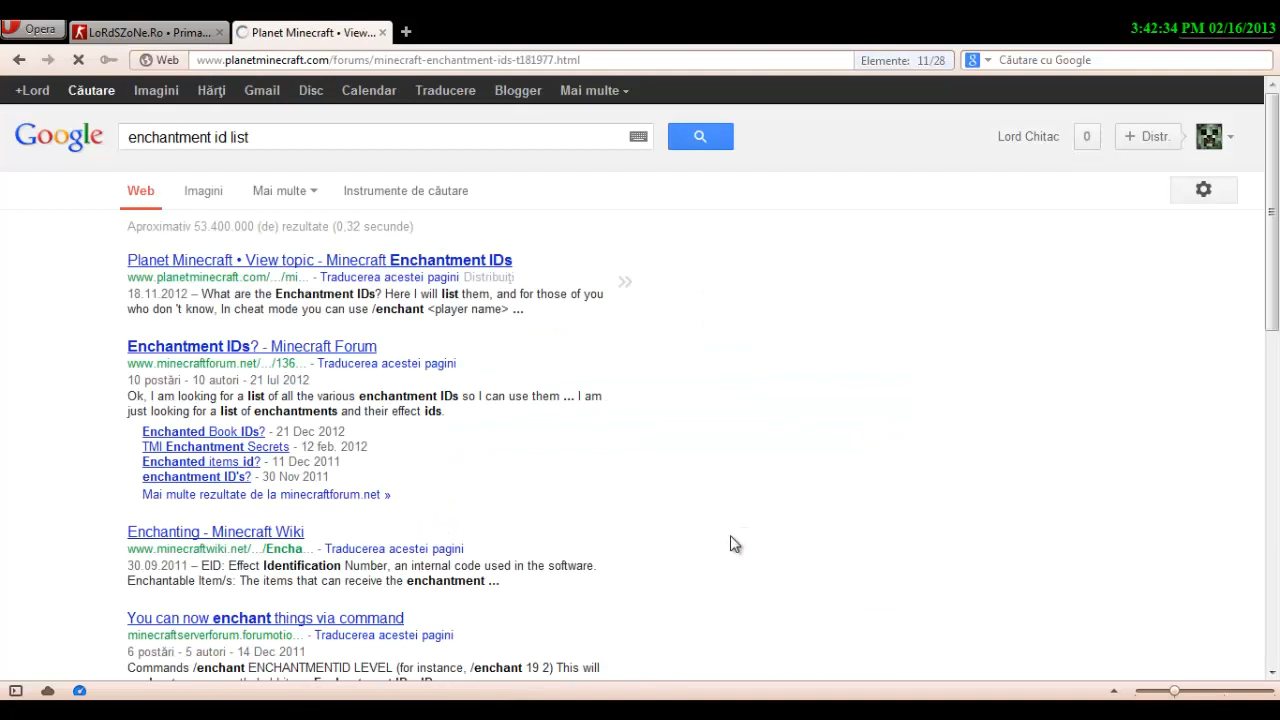 3:42:34 PM 02/16/2013
Opera
LoRdSZoNe.Ro • Prima...
Planet Minecraft • View...
Web
www.planetminecraft.com/forums/minecraft-enchantment-ids-t181977.html
Elemente: 11/28
Căutare cu Google
+Lord Căutare Imagini Hărţi Gmail Disc Calendar Traducere Blogger Mai multe
Google
enchantment id list
Lord Chitac
0
+ Distr.
Web Imagini Mai multe Instrumente de căutare
Aproximativ 53.400.000 (de) rezultate (0,32 secunde)
Planet Minecraft • View topic - Minecraft Enchantment IDs
www.planetminecraft.com/.../mi... - Traducerea acestei pagini Distribuiţi
18.11.2012 – What are the Enchantment IDs? Here I will list them, and for those of you
who don 't know, In cheat mode you can use /enchant <player name> ...
Enchantment IDs? - Minecraft Forum
www.minecraftforum.net/.../136... - Traducerea acestei pagini
10 postări - 10 autori - 21 Iul 2012
Ok, I am looking for a list of all the various enchantment IDs so I can use them ... I am
just looking for a list of enchantments and their effect ids.
Enchanted Book IDs? - 21 Dec 2012
TMI Enchantment Secrets - 12 feb. 2012
Enchanted items id? - 11 Dec 2011
enchantment ID's? - 30 Nov 2011
Mai multe rezultate de la minecraftforum.net »
Enchanting - Minecraft Wiki
www.minecraftwiki.net/.../Encha... - Traducerea acestei pagini
30.09.2011 – EID: Effect Identification Number, an internal code used in the software.
Enchantable Item/s: The items that can receive the enchantment ...
You can now enchant things via command
minecraftserverforum.forumotio... - Traducerea acestei pagini
6 postări - 5 autori - 14 Dec 2011
Commands /enchant ENCHANTMENTID LEVEL (for instance, /enchant 19 2) This will